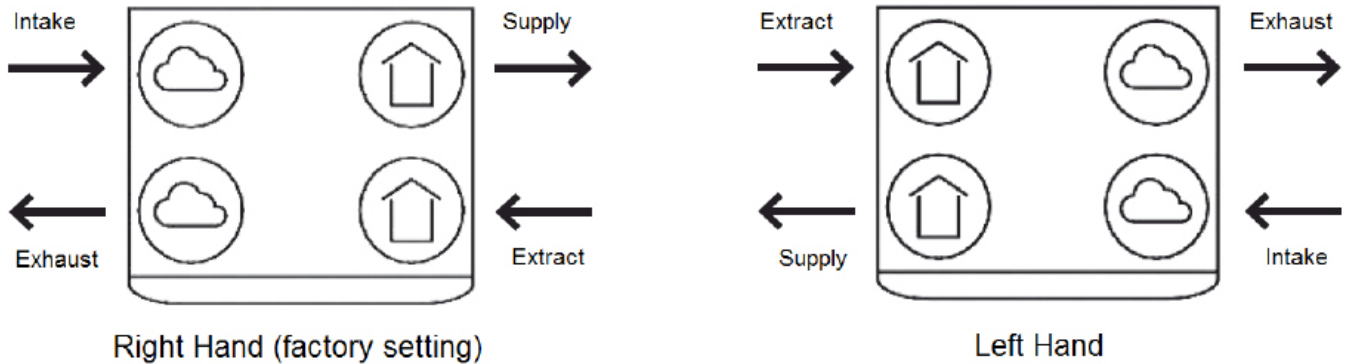 Intake
Supply
Exhaust
Extract
Right Hand (factory setting)
Extract
Exhaust
Supply
Intake
Left Hand